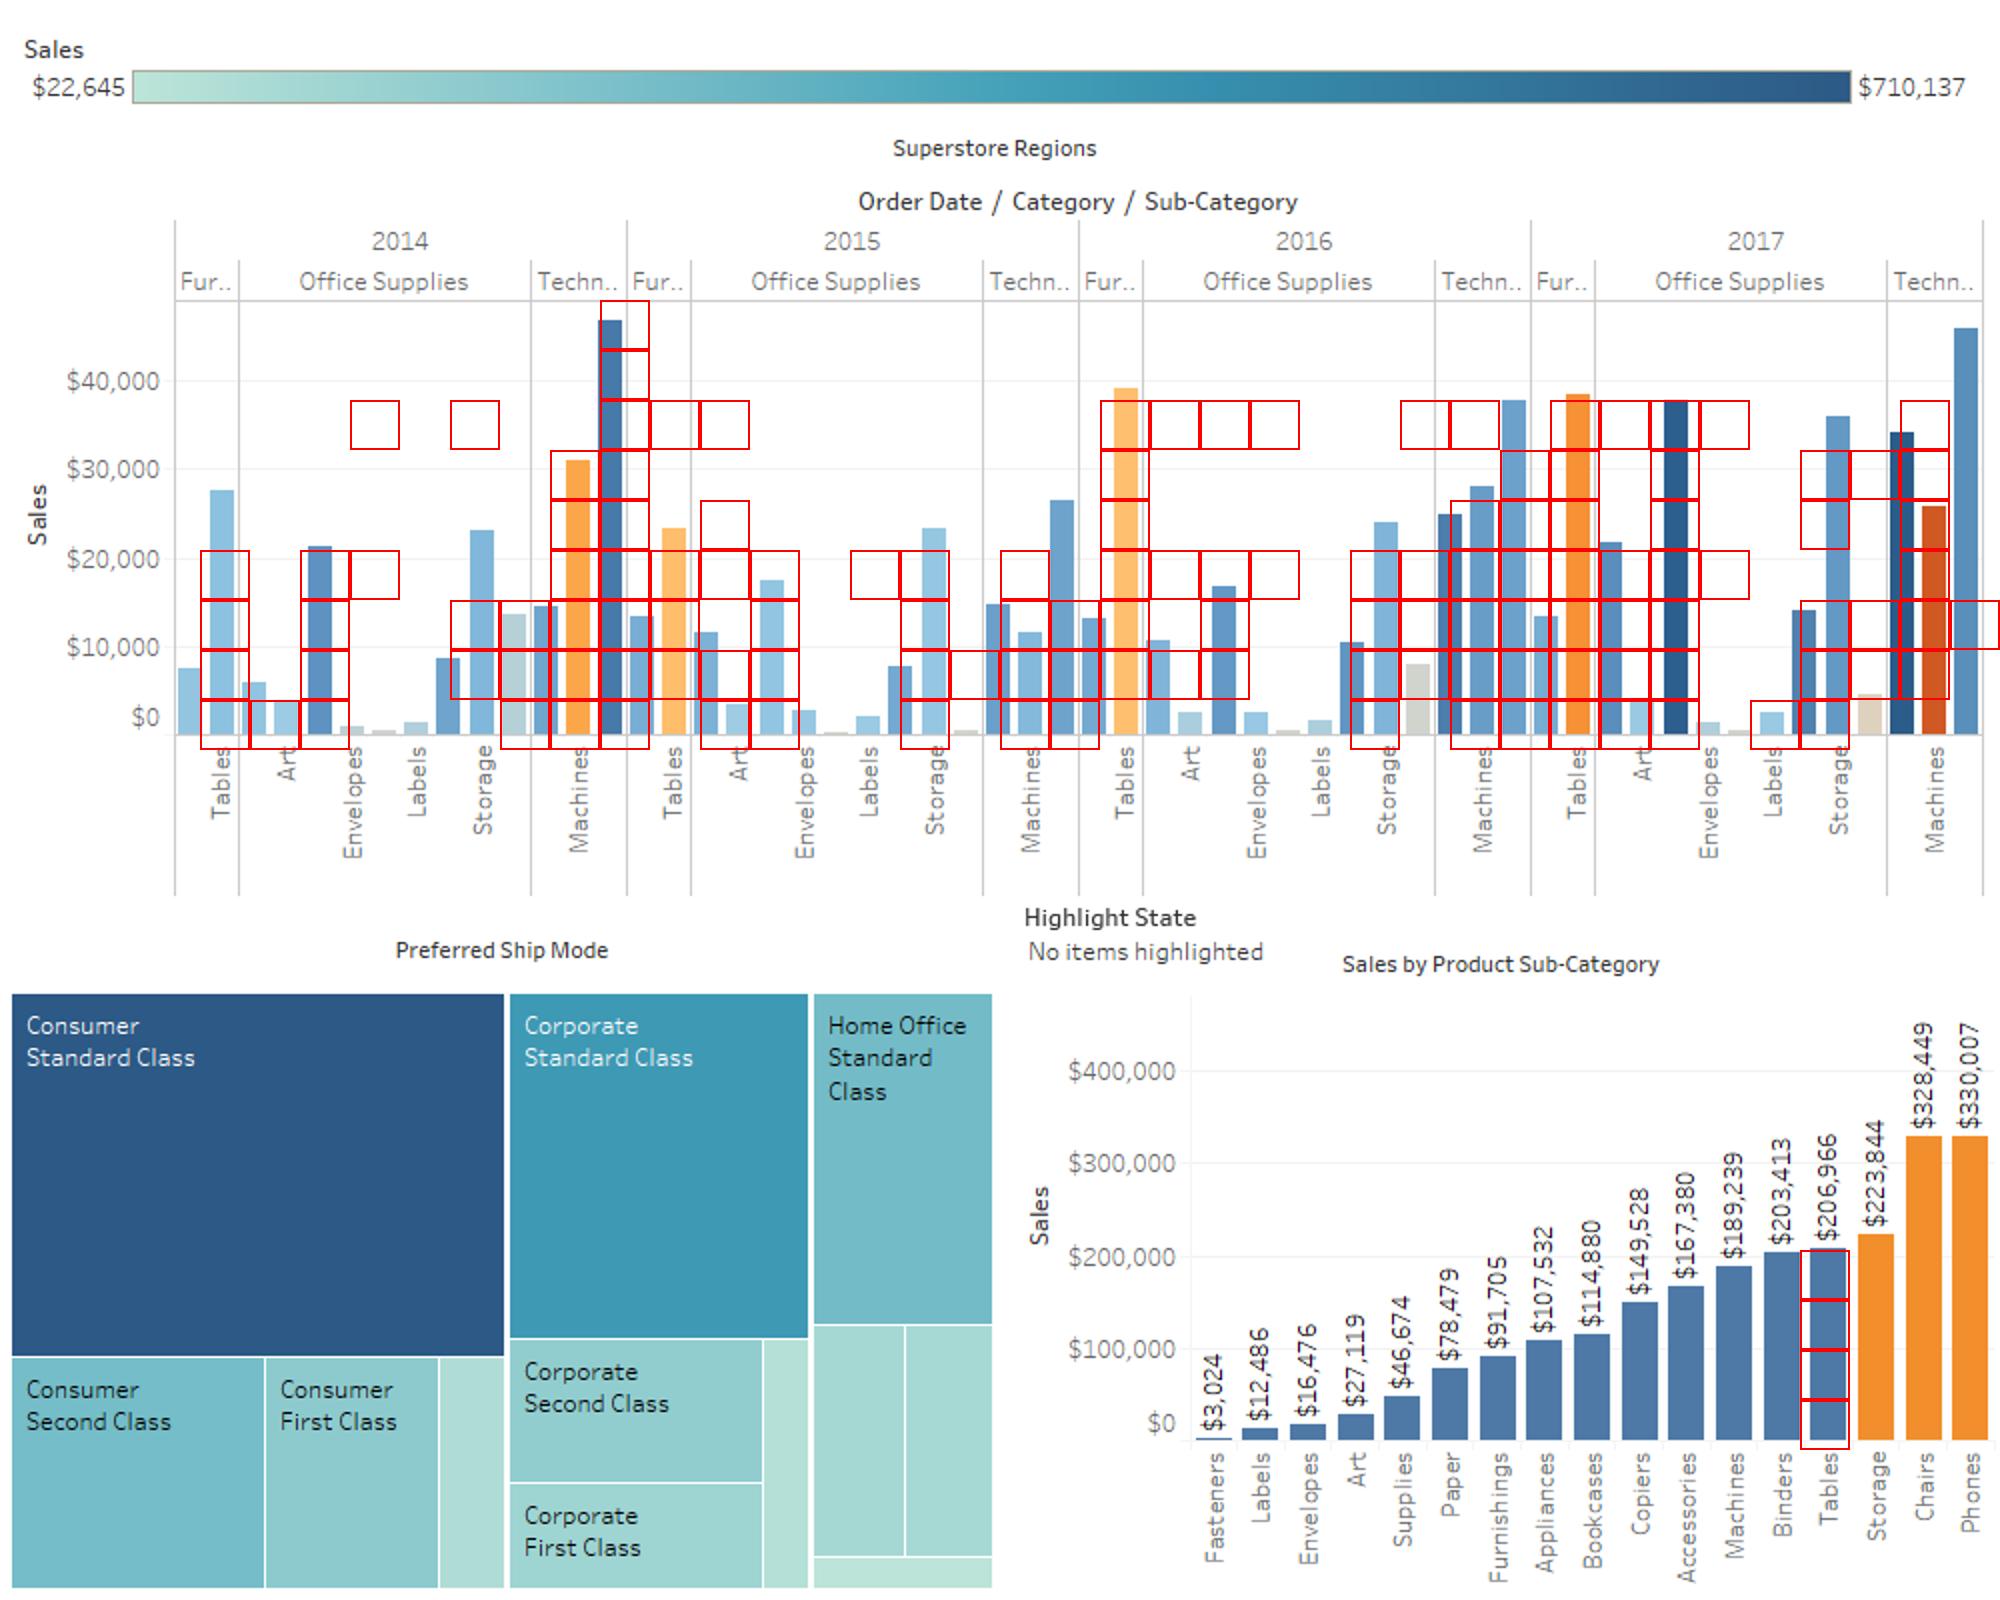 Sales
$22,645
$710,137
Superstore Regions
Order Date / Category / Sub-Category
2014 2015 2016 2017
Fur.. Office Supplies Techn.. Fur.. Office Supplies Techn.. Fur.. Office Supplies Techn.. Fur.. Office Supplies Techn..
Sales
$40,000
$30,000
$20,000
$10,000
$0
Tables Art Envelopes Labels Storage Machines Tables Art Envelopes Labels Storage Machines Tables Art Envelopes Labels Storage Machines Tables Art Envelopes Labels Storage Machines
Preferred Ship Mode
Consumer
Standard Class
Corporate
Standard Class
Home Office
Standard
Class
Consumer
Second Class
Consumer
First Class
Corporate
Second Class
Corporate
First Class
Highlight State
No items highlighted
Sales by Product Sub-Category
Sales
$400,000
$300,000
$200,000
$100,000
$0
$3,024 $12,486 $16,476 $27,119 $46,674 $78,479 $91,705 $107,532 $114,880 $149,528 $167,380 $189,239 $203,413 $206,966 $223,844 $328,449 $330,007
Fasteners Labels Envelopes Art Supplies Paper Furnishings Appliances Bookcases Copiers Accessories Machines Binders Tables Storage Chairs Phones